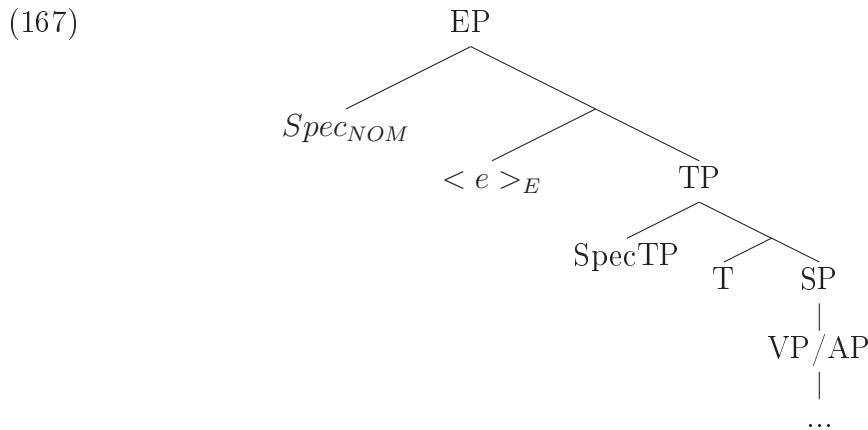 (167) EP
Spec_NOM
< e >_E TP
SpecTP T SP
VP/AP
...